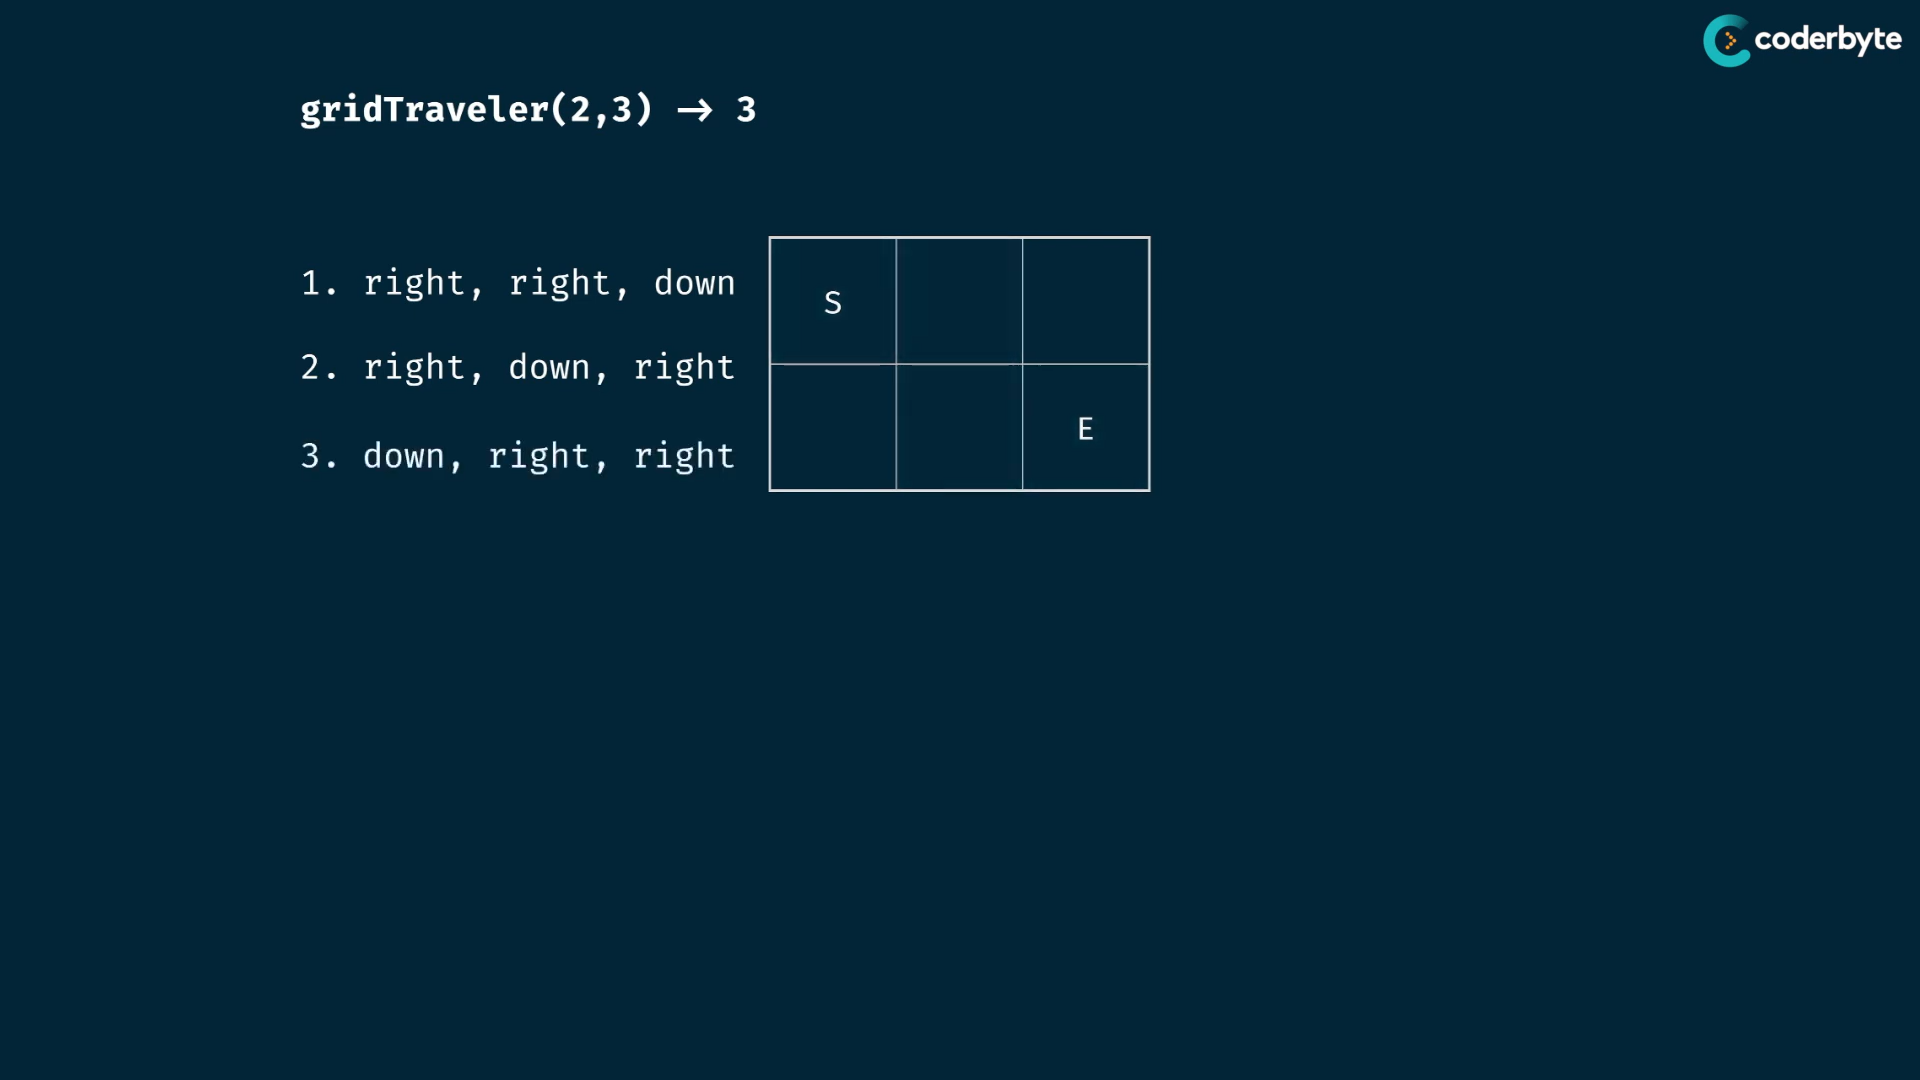 coderbyte
gridTraveler(2,3) → 3
1. right, right, down
2. right, down, right
3. down, right, right
S
E